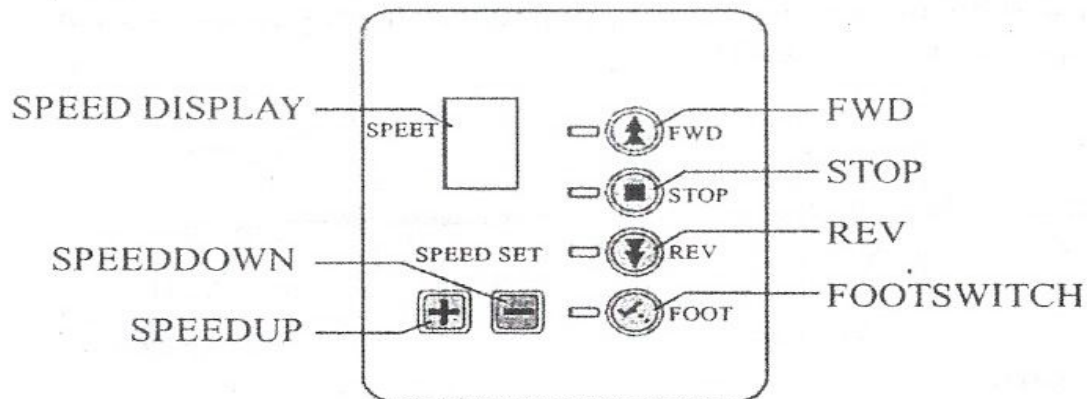 SPEED DISPLAY
SPEET
FWD
FWD
STOP
STOP
REV
REV
SPEED SET
SPEEDDOWN
FOOT
FOOTSWITCH
SPEEDUP